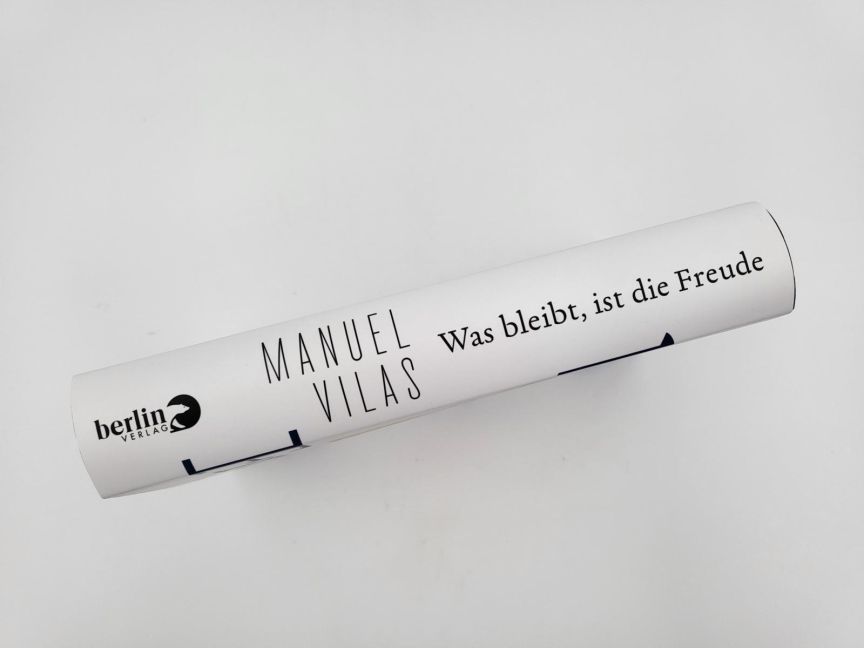 berlin
VERLAG
MANUEL
VILAS
Was bleibt, ist die Freude